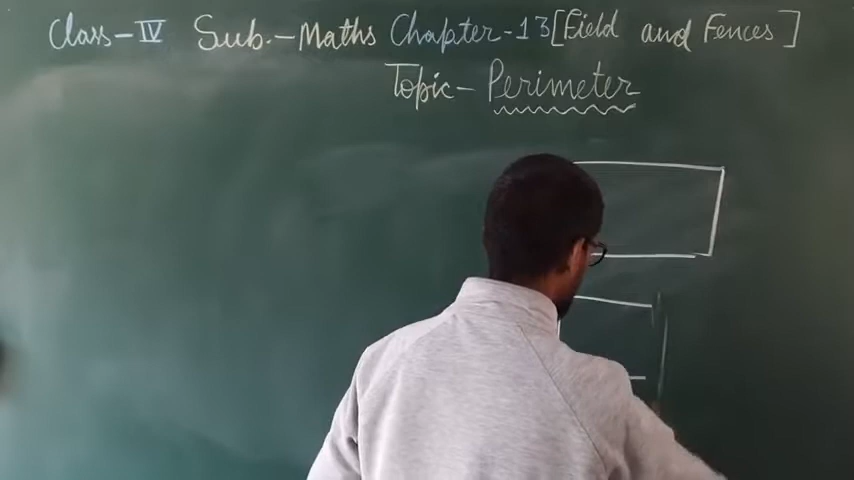 Class-IV Sub.-Maths Chapter-13[Field and Fences]
Topic- Perimeter